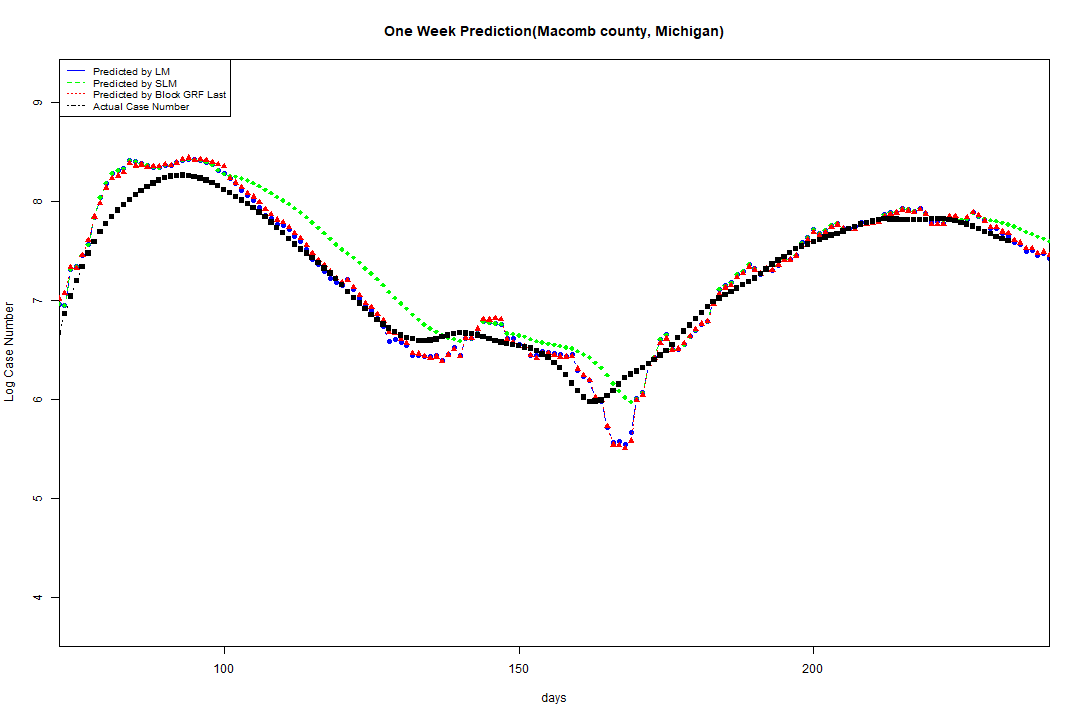 One Week Prediction(Macomb county, Michigan)
Predicted by LM
Predicted by SLM
Predicted by Block GRF Last
Actual Case Number
9
8
7
6
5
4
Log Case Number
100 150 200
days